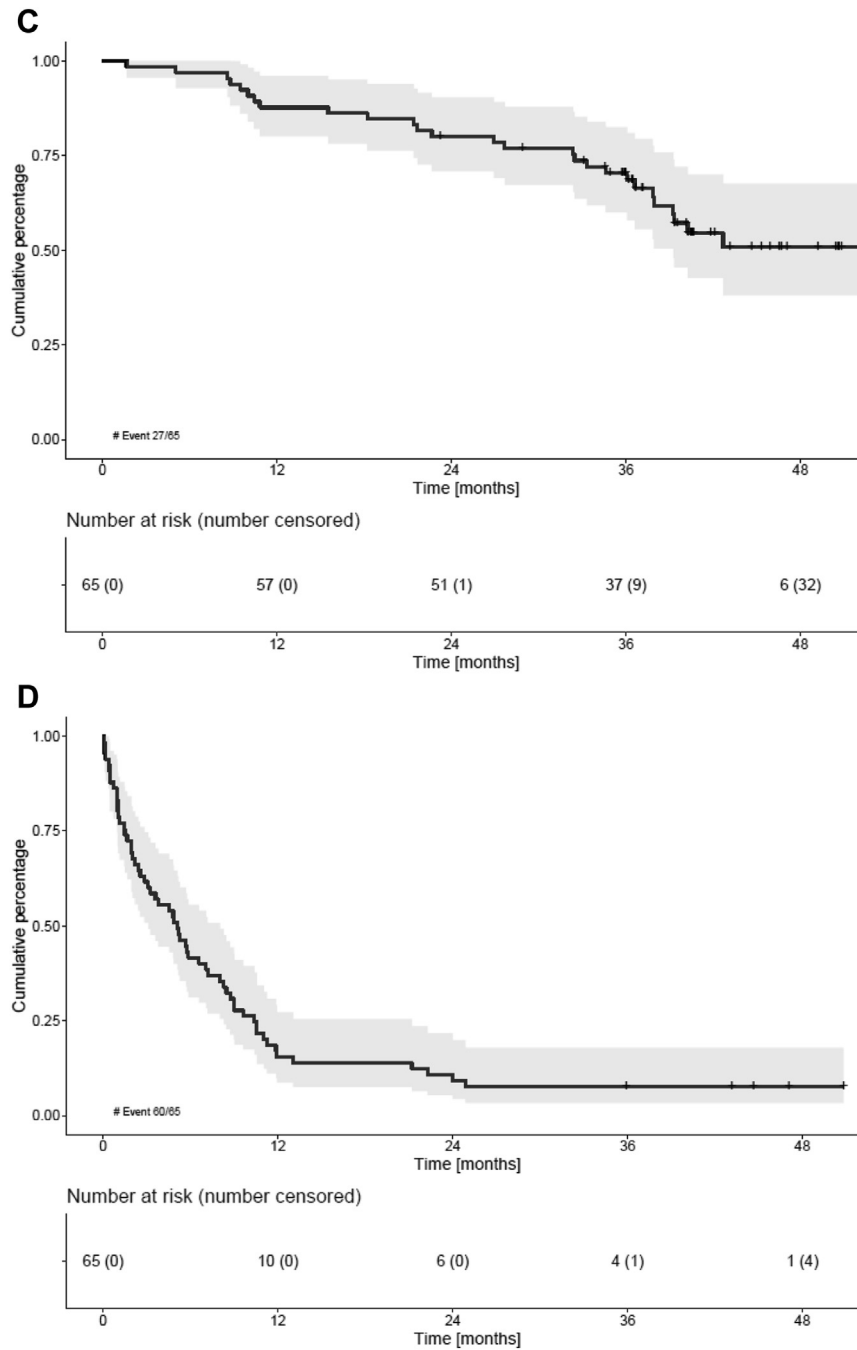 C
1.00
0.75
0.50
0.25
0.00
Cumulative percentage
# Event 27/65
0 12 24 36 48
Time [months]
Number at risk (number censored)
65 (0) 57 (0) 51 (1) 37 (9) 6 (32)
0 12 24 36 48
Time [months]
D
1.00
0.75
0.50
0.25
0.00
Cumulative percentage
# Event 60/65
0 12 24 36 48
Time [months]
Number at risk (number censored)
65 (0) 10 (0) 6 (0) 4 (1) 1 (4)
0 12 24 36 48
Time [months]